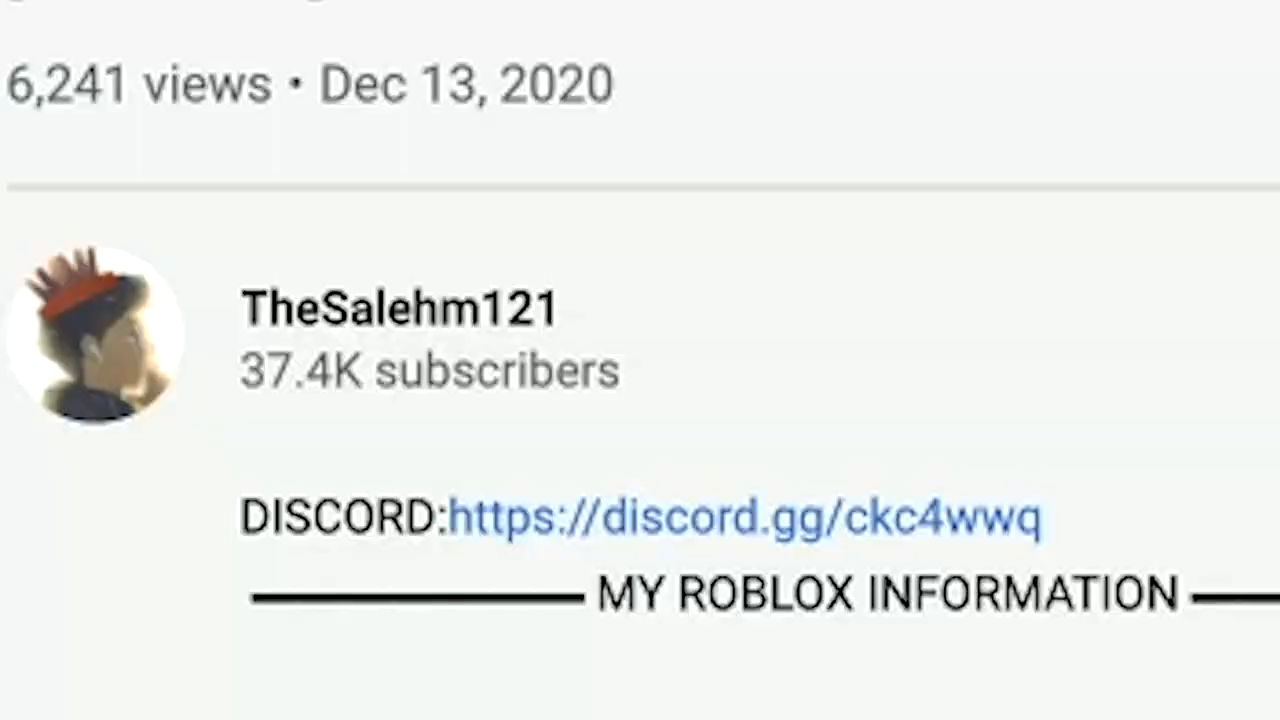 6,241 views • Dec 13, 2020
TheSalehm121
37.4K subscribers
DISCORD:https://discord.gg/ckc4wwq
MY ROBLOX INFORMATION